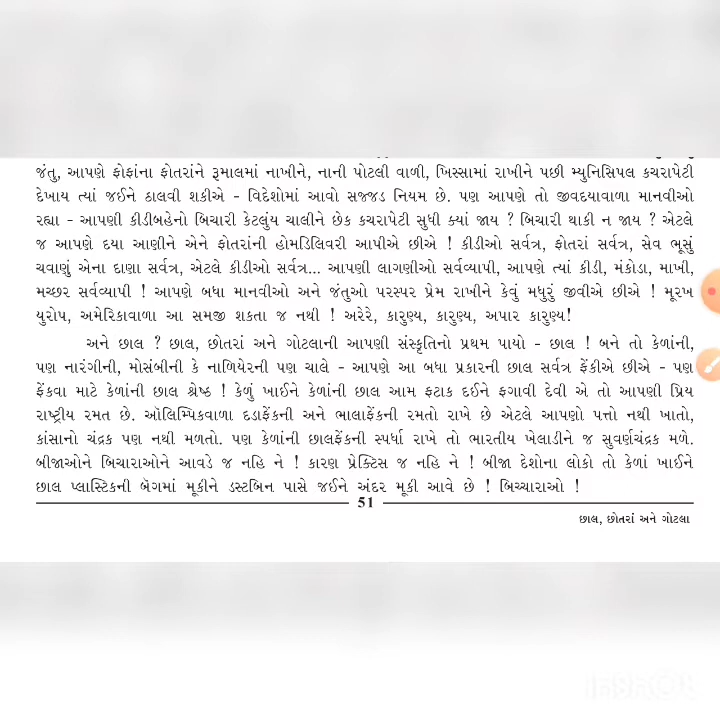 જંતુ, આપણે ફોફાંના ફોતરાંને રૂમાલમાં નાખીને, નાની પોટલી વાળી, ખિસ્સામાં રાખીને પછી મ્યુનિસિપલ કચરાપેટી
દેખાય ત્યાં જઈને ઠાલવી શકીએ – વિદેશોમાં આવો સજ્જડ નિયમ છે. પણ આપણે તો જીવદયાવાળા માનવીઓ
રહ્યા – આપણી કીડીબહેનો બિચારી કેટલુંય ચાલીને છેક કચરાપેટી સુધી ક્યાં જાય ? બિચારી થાકી ન જાય ? એટલે
જ આપણે દયા આણીને એને ફોતરાંની હોમડિલિવરી આપીએ છીએ ! કીડીઓ સર્વત્ર, ફોતરાં સર્વત્ર, સેવ ભૂસું
ચવાણું એના દાણા સર્વત્ર, એટલે કીડીઓ સર્વત્ર... આપણી લાગણીઓ સર્વવ્યાપી, આપણે ત્યાં કીડી, મંકોડા, માખી,
મચ્છર સર્વવ્યાપી ! આપણે બધા માનવીઓ અને જંતુઓ પરસ્પર પ્રેમ રાખીને કેવું મધુરું જીવીએ છીએ ! મૂરખ
યુરોપ, અમેરિકાવાળા આ સમજી શકતા જ નથી ! અરેરે, કારુણ્ય, કારુણ્ય, અપાર કારુણ્ય!
અને છાલ ? છાલ, છોતરાં અને ગોટલાની આપણી સંસ્કૃતિનો પ્રથમ પાયો – છાલ ! બને તો કેળાંની,
પણ નારંગીની, મોસંબીની કે નાળિયેરની પણ ચાલે – આપણે આ બધા પ્રકારની છાલ સર્વત્ર ફેંકીએ છીએ – પણ
ફેંકવા માટે કેળાંની છાલ શ્રેષ્ઠ ! કેળું ખાઈને કેળાંની છાલ આમ ફટાક દઈને ફગાવી દેવી એ તો આપણી પ્રિય
રાષ્ટ્રીય રમત છે. ઑલિમ્પિકવાળા દડાફેંકની અને ભાલાફેંકની રમતો રાખે છે એટલે આપણો પત્તો નથી ખાતો,
કાંસાનો ચંદ્રક પણ નથી મળતો. પણ કેળાંની છાલફેંકની સ્પર્ધા રાખે તો ભારતીય ખેલાડીને જ સુવર્ણચંદ્રક મળે.
બીજાઓને બિચારાઓને આવડે જ નહિ ને ! કારણ પ્રેક્ટિસ જ નહિ ને ! બીજા દેશોના લોકો તો કેળાં ખાઈને
છાલ પ્લાસ્ટિકની બૅગમાં મૂકીને ડસ્ટબિન પાસે જઈને અંદર મૂકી આવે છે ! બિચ્ચારાઓ !
51
છાલ, છોતરાં અને ગોટલા